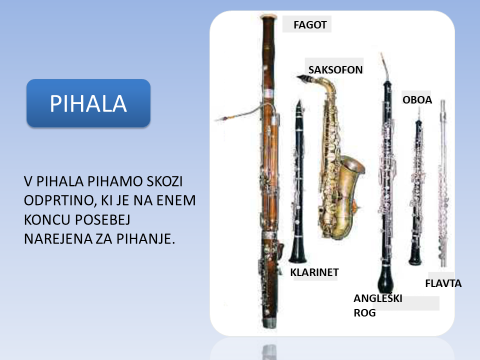 PIHALA
V PIHALA PIHAMO SKOZI
ODPRTINO, KI JE NA ENEM
KONCU POSEBEJ
NAREJENA ZA PIHANJE.
FAGOT
SAKSOFON
OBOA
KLARINET
FLAVTA
ANGLEŠKI
ROG